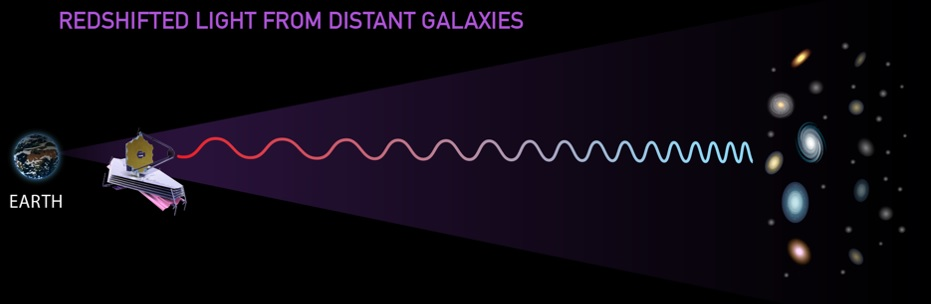 REDSHIFTED LIGHT FROM DISTANT GALAXIES
EARTH